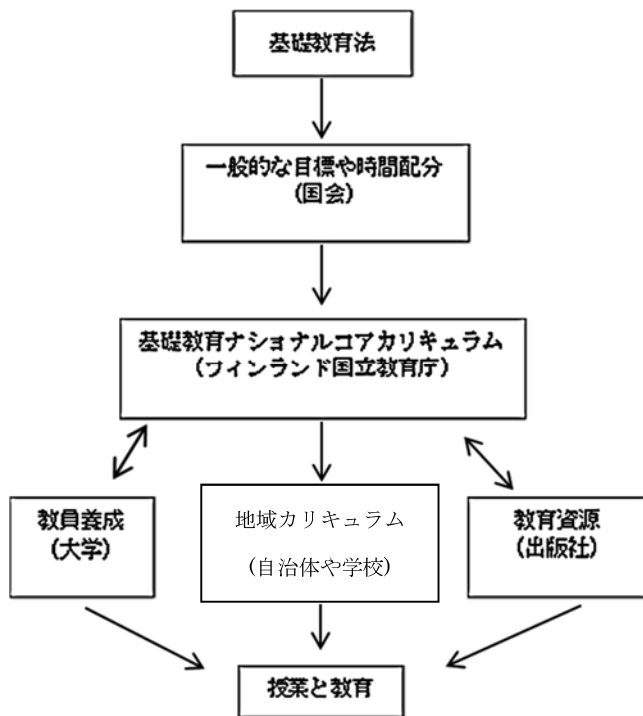 基礎教育法
一般的な目標や時間配分
(国会)
基礎教育ナショナルコアカリキュラム
(フィンランド国立教育庁)
教員養成
(大学)
地域カリキュラム
(自治体や学校)
教育資源
(出版社)
授業と教育